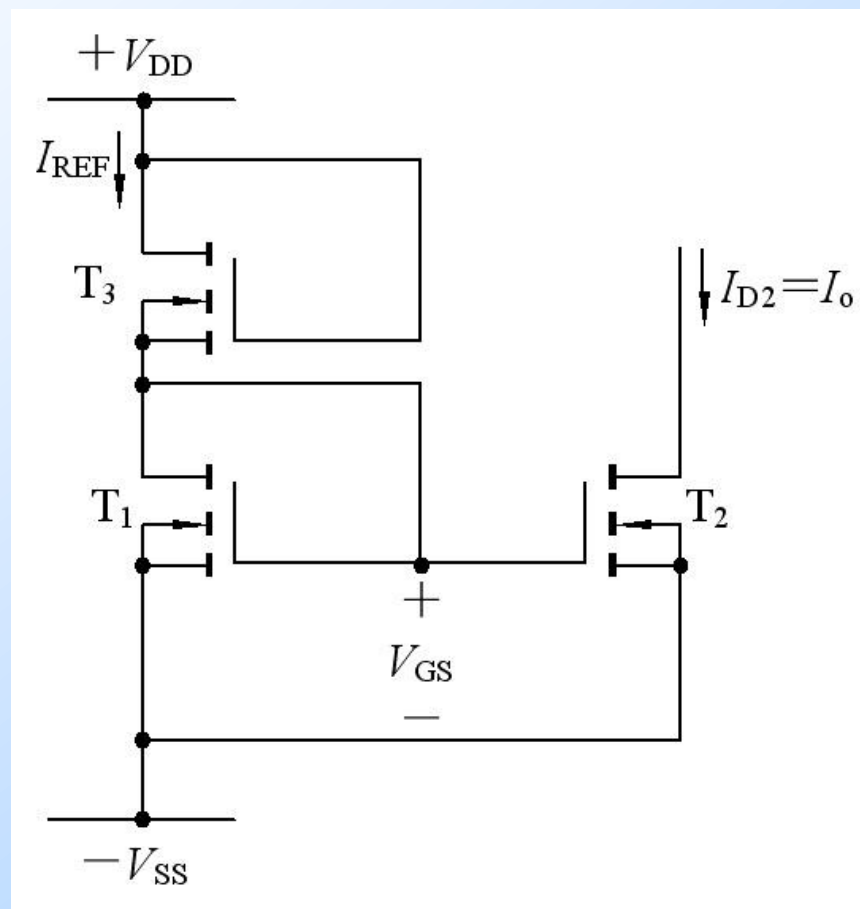 +V_DD
I_REF
T_3
I_D2=I_o
T_1
T_2
+
V_GS
−
−V_SS